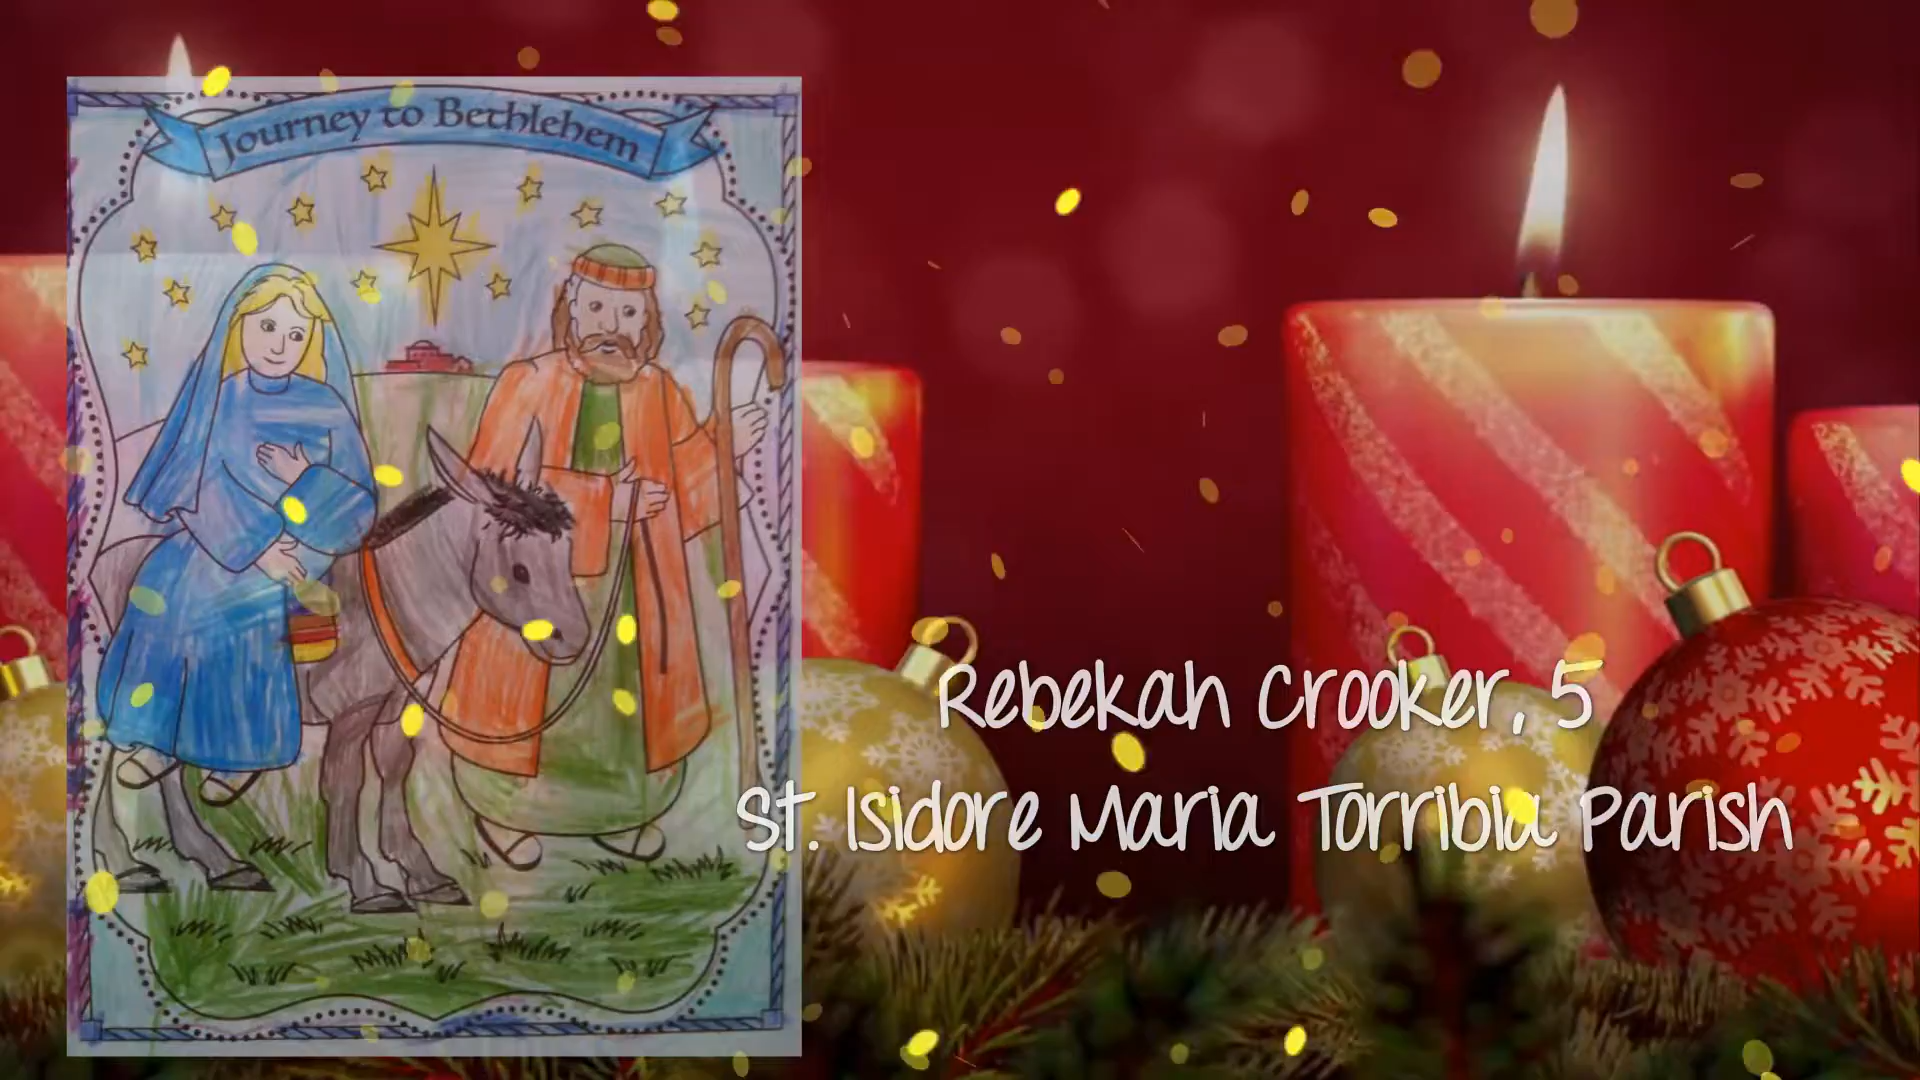 Journey to Bethlehem
Rebekah Crooker, 5
St. Isidore Maria Torribia Parish